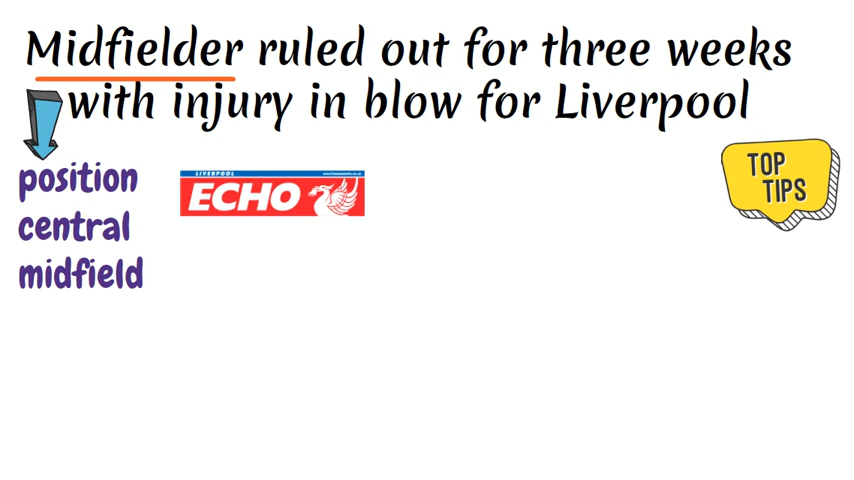 Midfielder ruled out for three weeks
with injury in blow for Liverpool
position
central
midfield
LIVERPOOL
ECHO
TOP
TIPS